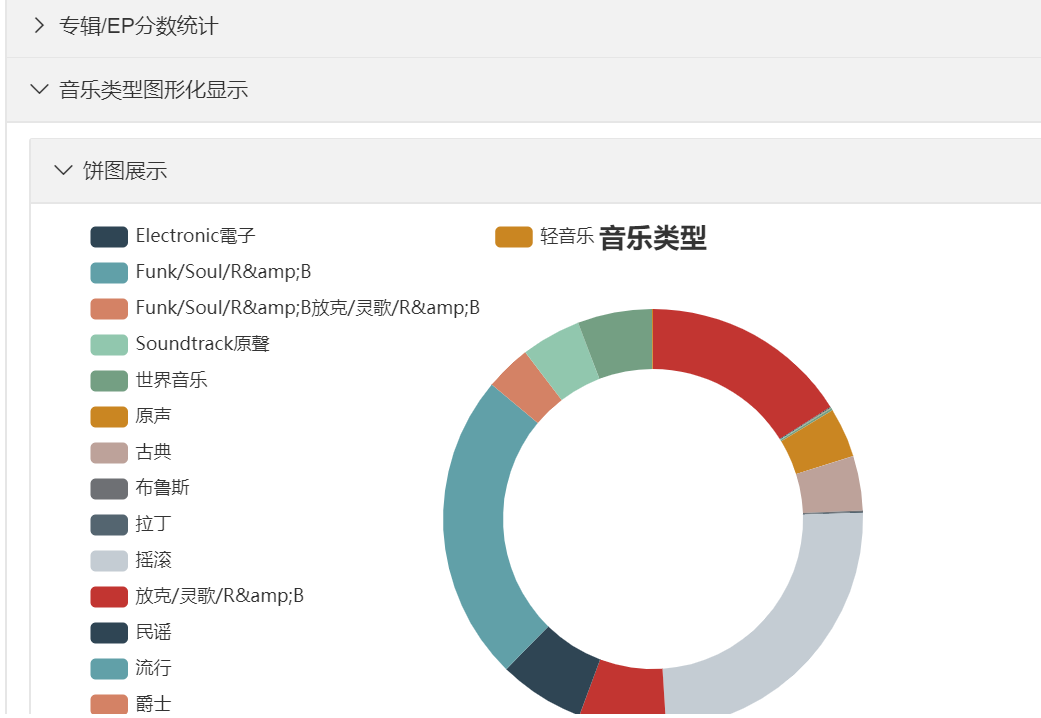 专辑/EP分数统计
音乐类型图形化显示
饼图展示
Electronic電子
Funk/Soul/R&amp;B
Funk/Soul/R&amp;B放克/灵歌/R&amp;B
Soundtrack原聲
世界音乐
原声
古典
布鲁斯
拉丁
摇滚
放克/灵歌/R&amp;B
民谣
流行
爵士
轻音乐
音乐类型